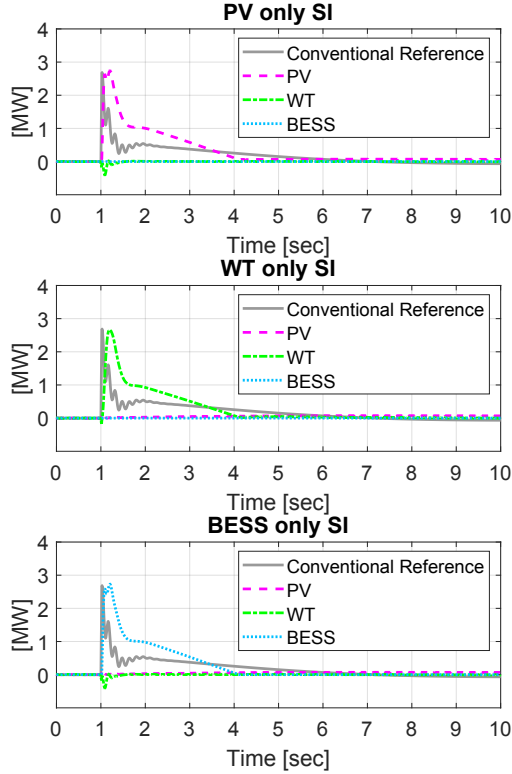 PV only SI
4
3
2
1
0
[MW]
Conventional Reference
PV
WT
BESS
0 1 2 3 4 5 6 7 8 9 10
Time [sec]
WT only SI
4
3
2
1
0
[MW]
Conventional Reference
PV
WT
BESS
0 1 2 3 4 5 6 7 8 9 10
Time [sec]
BESS only SI
4
3
2
1
0
[MW]
Conventional Reference
PV
WT
BESS
0 1 2 3 4 5 6 7 8 9 10
Time [sec]